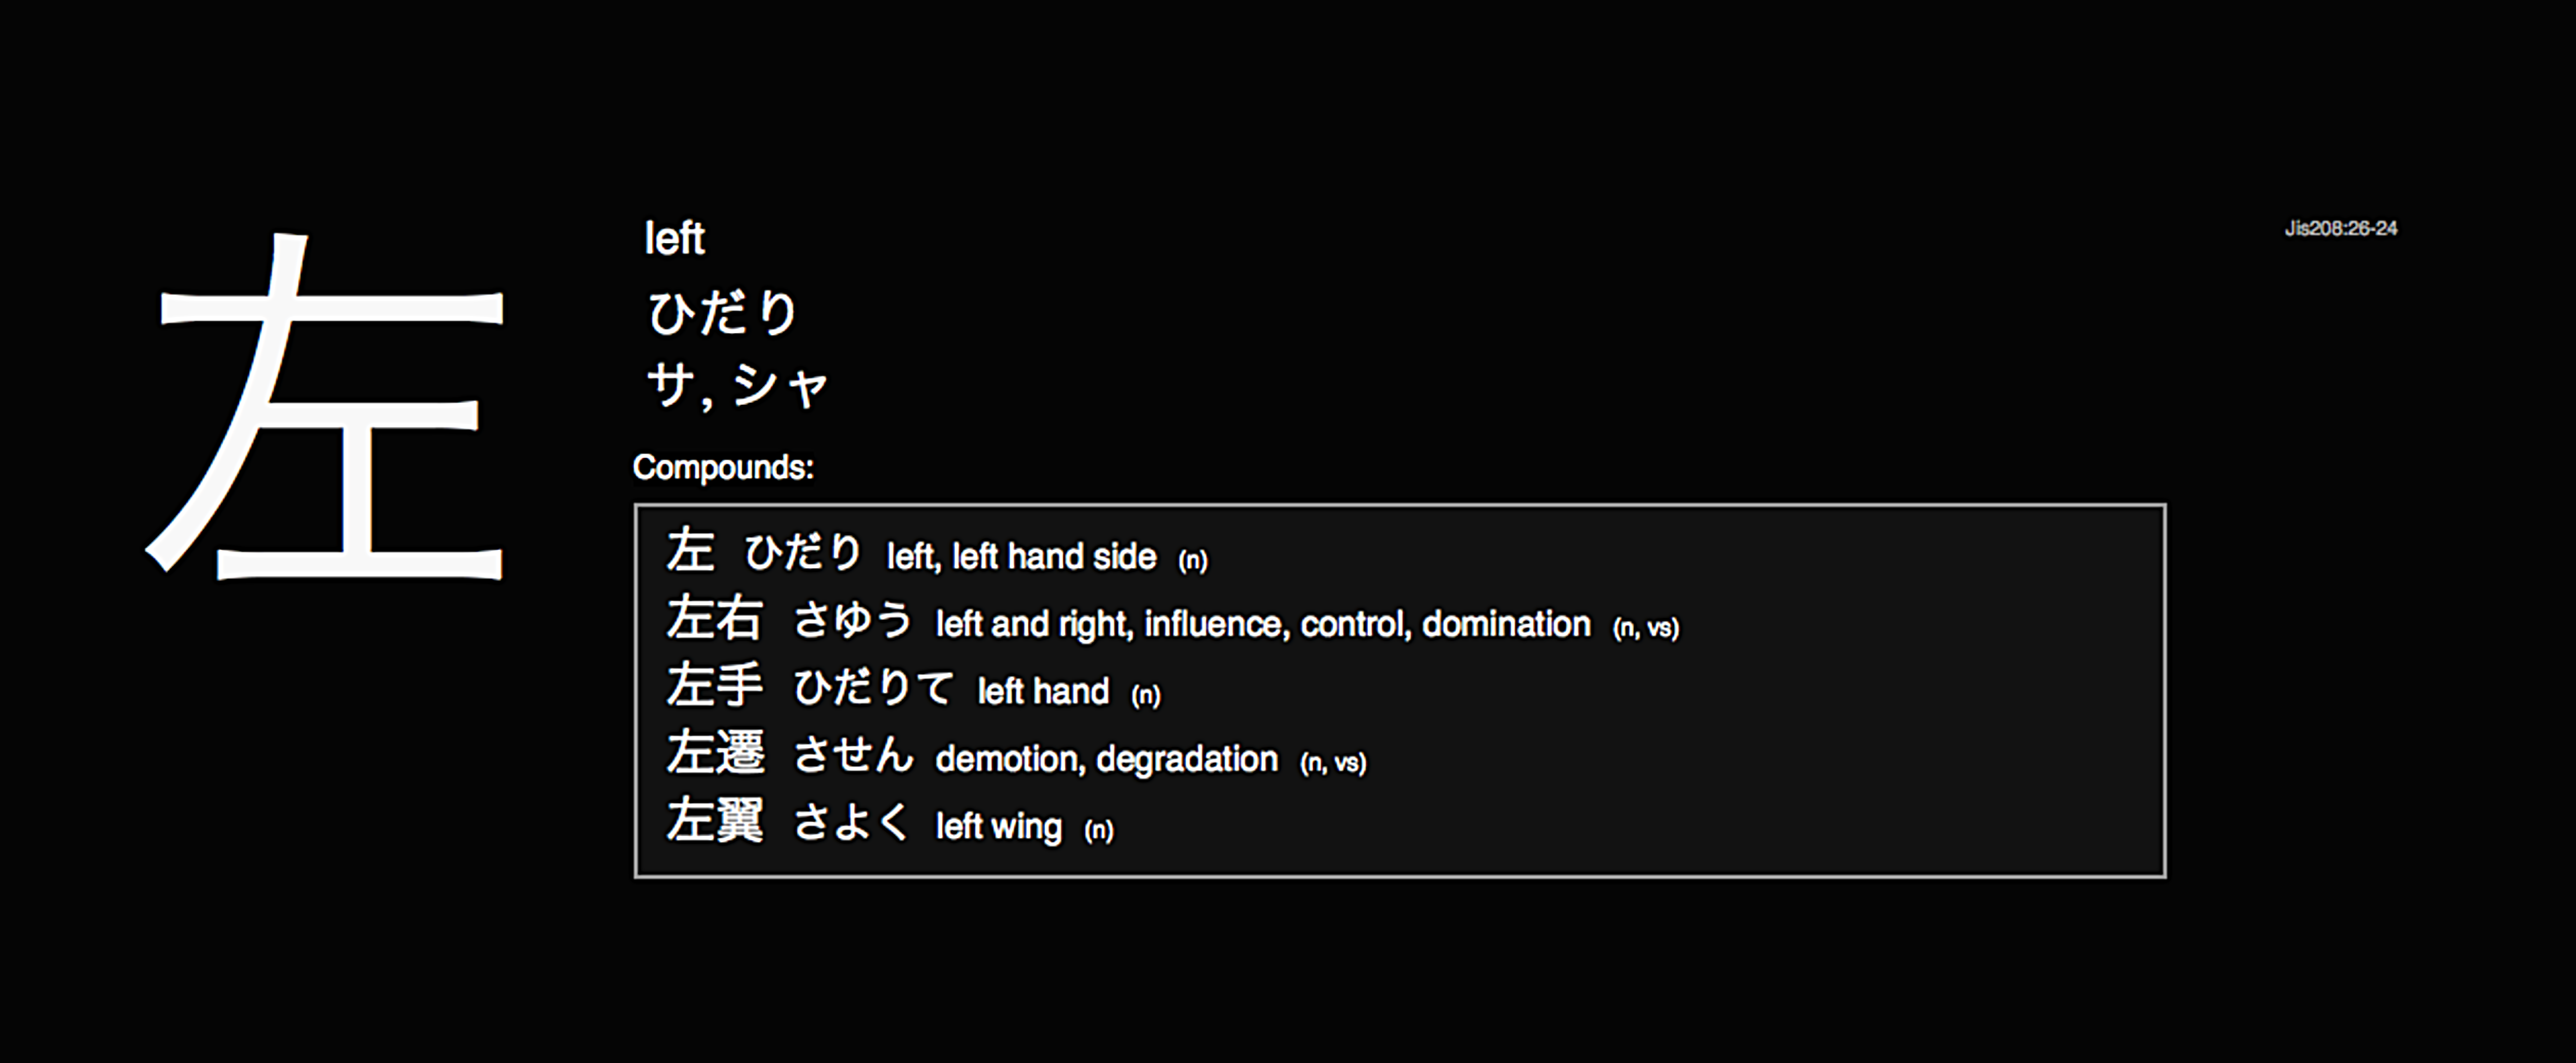 左
left
Jis208:26-24
ひだり
サ, シャ
Compounds:
左 ひだり left, left hand side (n)
左右 さゆう left and right, influence, control, domination (n, vs)
左手 ひだりて left hand (n)
左遷 させん demotion, degradation (n, vs)
左翼 さよく left wing (n)